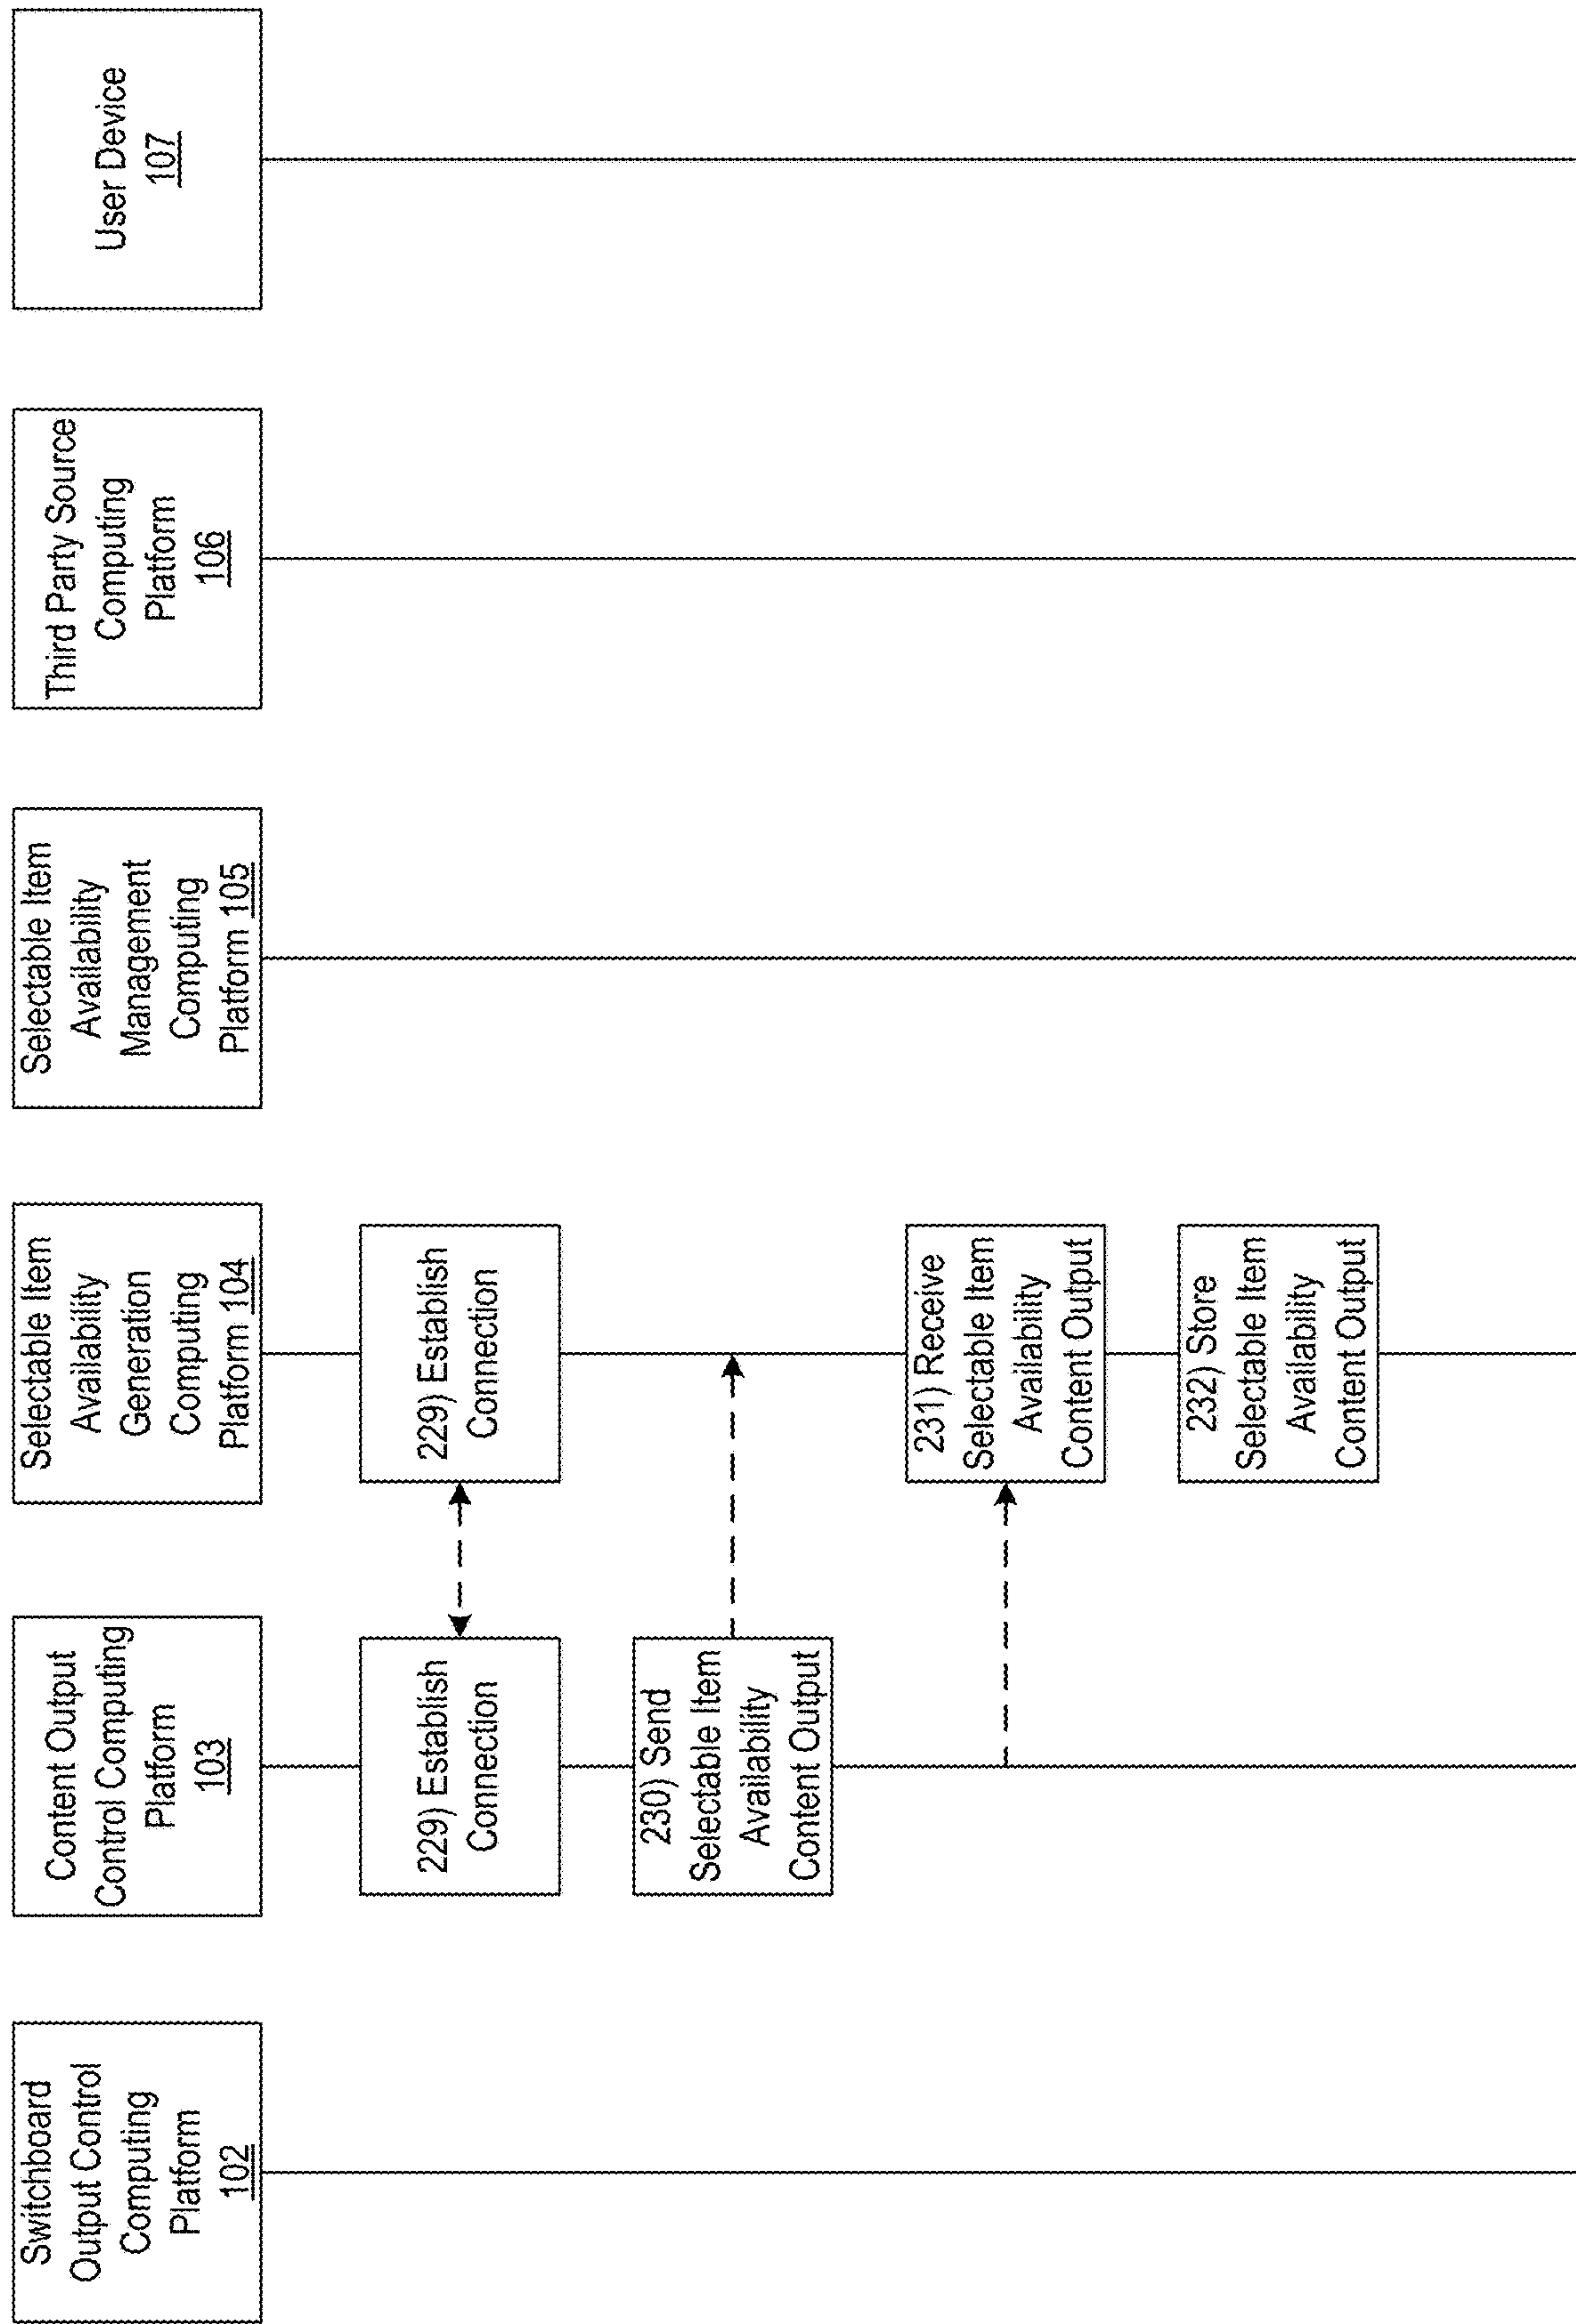 Switchboard
Output Control
Computing
Platform
102
Content Output
Control Computing
Platform
103
Selectable Item
Availability
Generation
Computing
Platform 104
Selectable Item
Availability
Management
Computing
Platform 105
Third Party Source
Computing
Platform
106
User Device
107
229) Establish
Connection
229) Establish
Connection
230) Send
Selectable Item
Availability
Content Output
231) Receive
Selectable Item
Availability
Content Output
232) Store
Selectable Item
Availability
Content Output